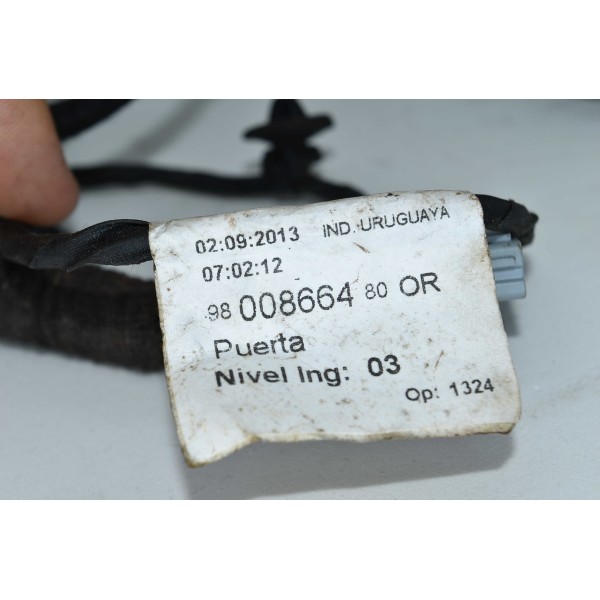 02:09:2013 IND. URUGUAYA
07:02:12
98 008664 80 OR
Puerta
Nivel Ing: 03
Op: 1324